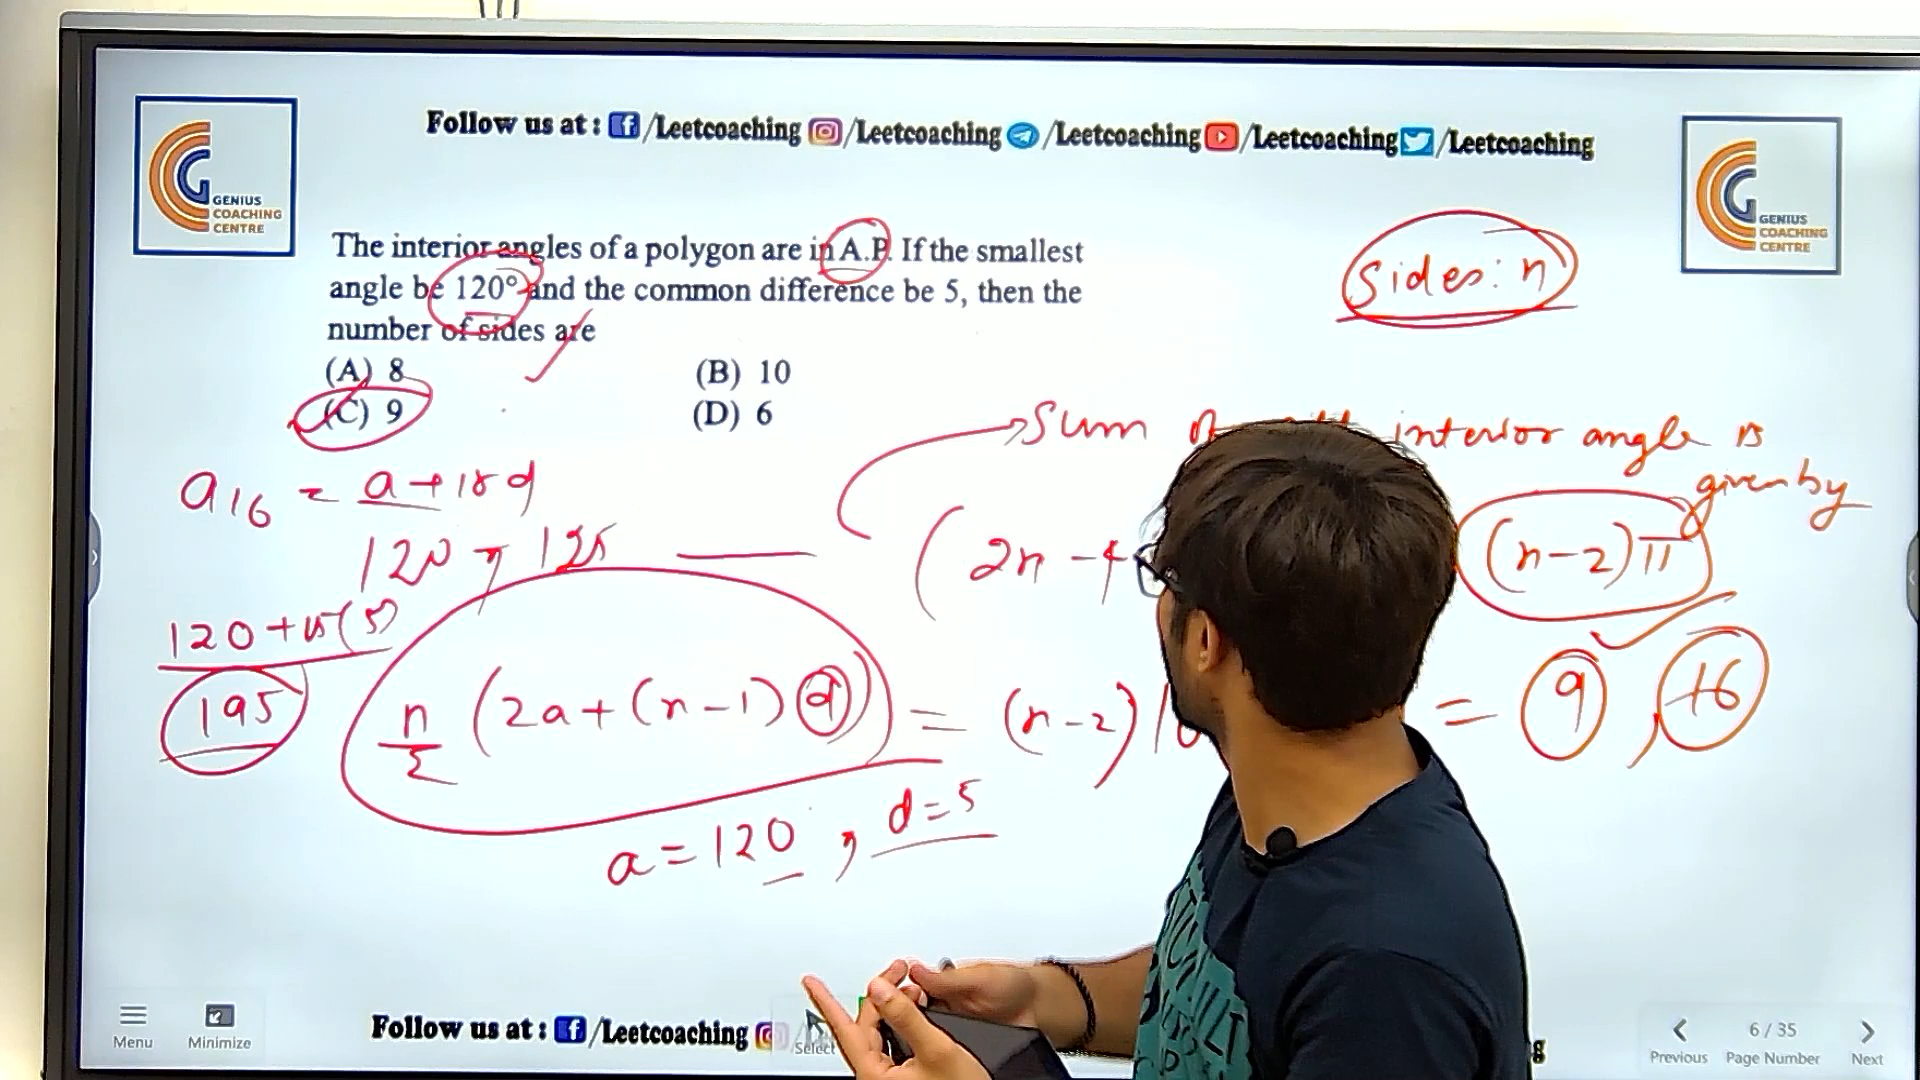 Follow us at : /Leetcoaching /Leetcoaching /Leetcoaching /Leetcoaching /Leetcoaching
GENIUS
COACHING
CENTRE
GENIUS
COACHING
CENTRE
The interior angles of a polygon are in A.P. If the smallest
angle be 120° and the common difference be 5, then the
number of sides are
(A) 8
(B) 10
(C) 9
(D) 6
Sides: n
Sum interior angle is
given by
a16 = a + 15d
120, 125
(2n - 4
(n-2)π
120 + 15(5)
195
n/2 (2a + (n-1) d) = (n-2) 18
= 9, 16
a = 120, d = 5
Follow us at : /Leetcoaching
Menu
Minimize
Select
6 / 35
Previous
Page Number
Next